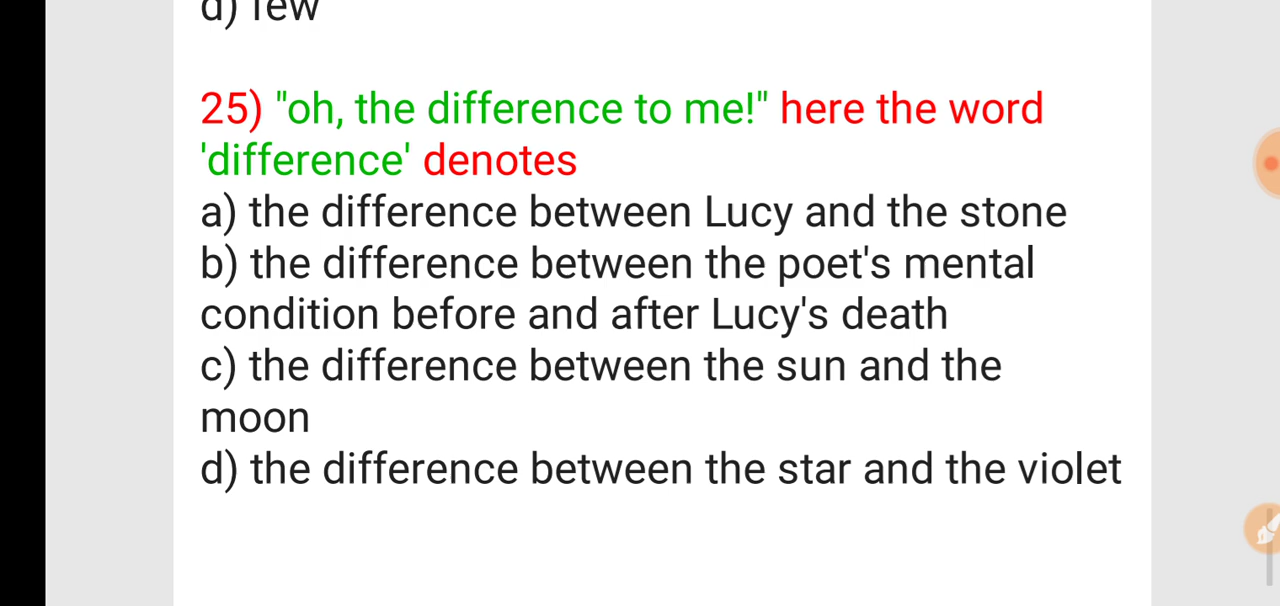 d) few
25) "oh, the difference to me!" here the word
'difference' denotes
a) the difference between Lucy and the stone
b) the difference between the poet's mental
condition before and after Lucy's death
c) the difference between the sun and the
moon
d) the difference between the star and the violet